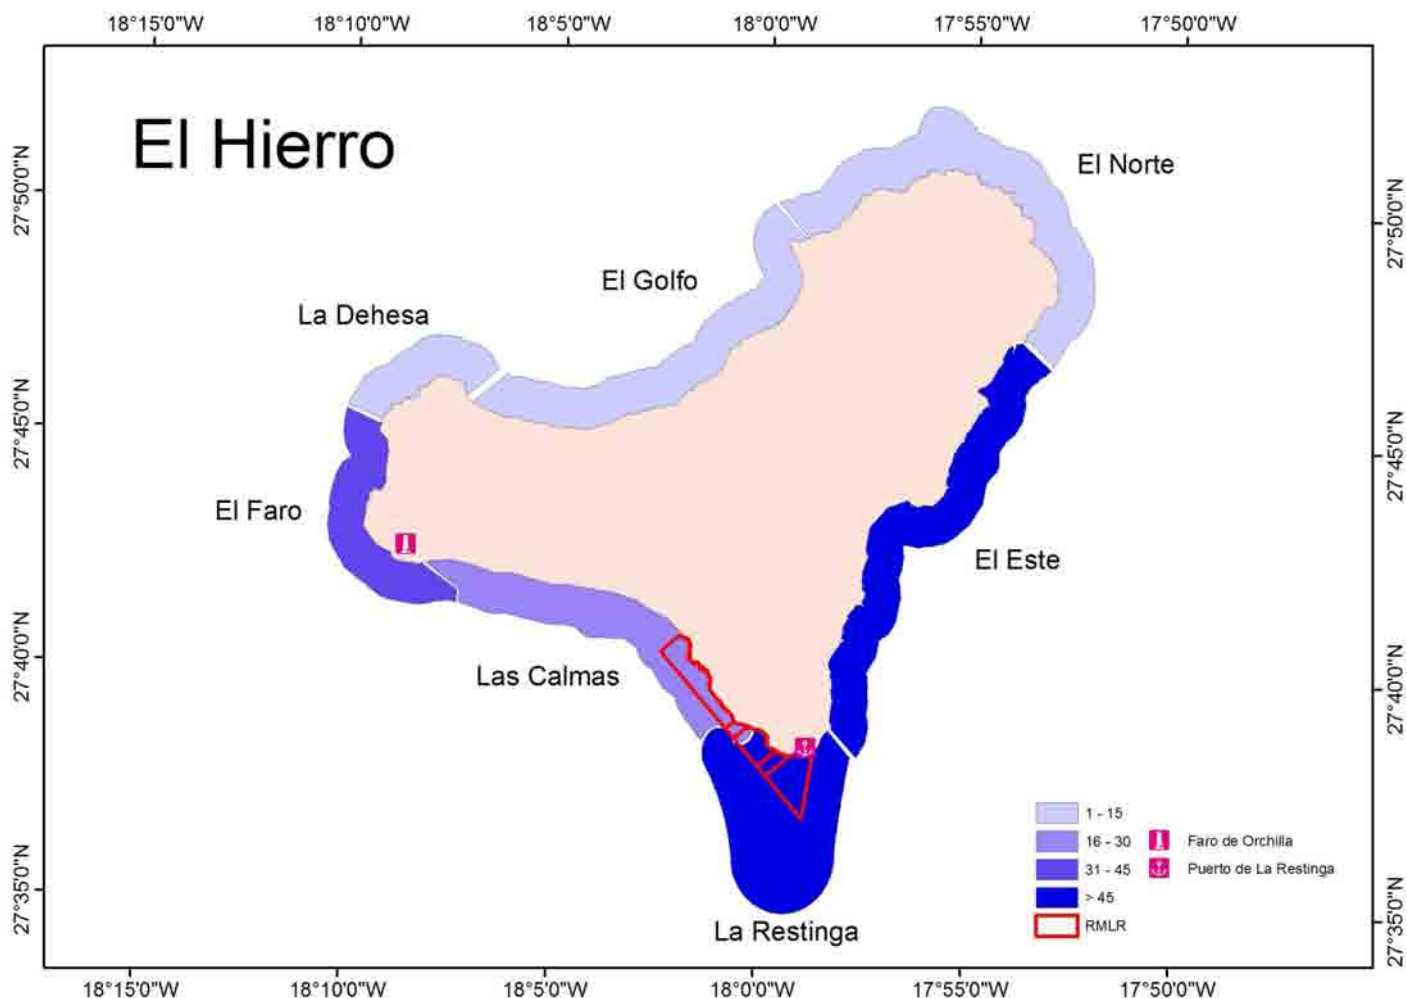 18°15'0"W 18°10'0"W 18°5'0"W 18°0'0"W 17°55'0"W 17°50'0"W
El Hierro
El Norte
27°50'0"N
27°50'0"N
El Golfo
La Dehesa
27°45'0"N
27°45'0"N
El Faro
El Este
27°40'0"N
27°40'0"N
Las Calmas
1 - 15
16 - 30 Faro de Orchilla
31 - 45 Puerto de La Restinga
> 45
RMLR
27°35'0"N
27°35'0"N
La Restinga
18°15'0"W 18°10'0"W 18°5'0"W 18°0'0"W 17°55'0"W 17°50'0"W